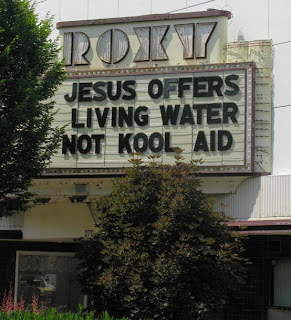 ROXY
JESUS OFFERS
LIVING WATER
NOT KOOL AID